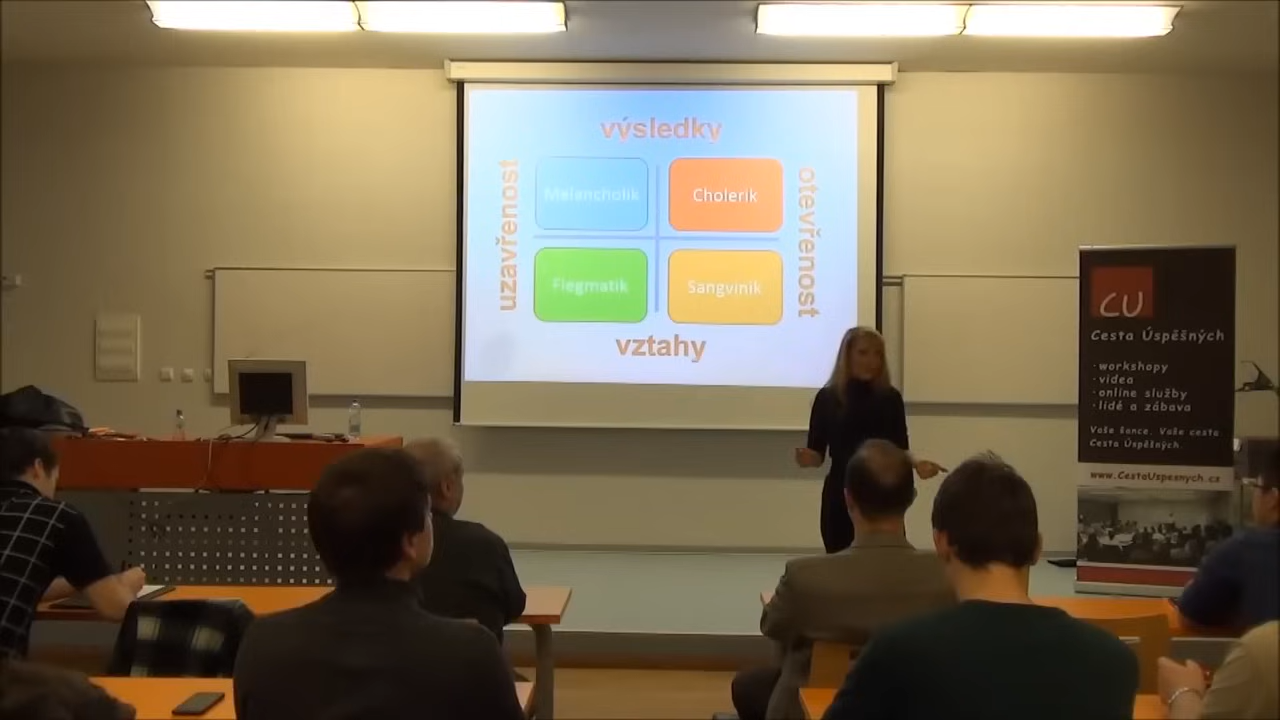 výsledky
uzavřenost
Melancholik
Cholerik
otevřenost
Flegmatik
Sangvinik
vztahy
CU
Cesta Úspěšných
·workshopy
·videa
·online služby
·lidé a zábava
Vaše šance, Vaše cesta
Cesta Úspěšných.
www.CestaUspesnych.cz